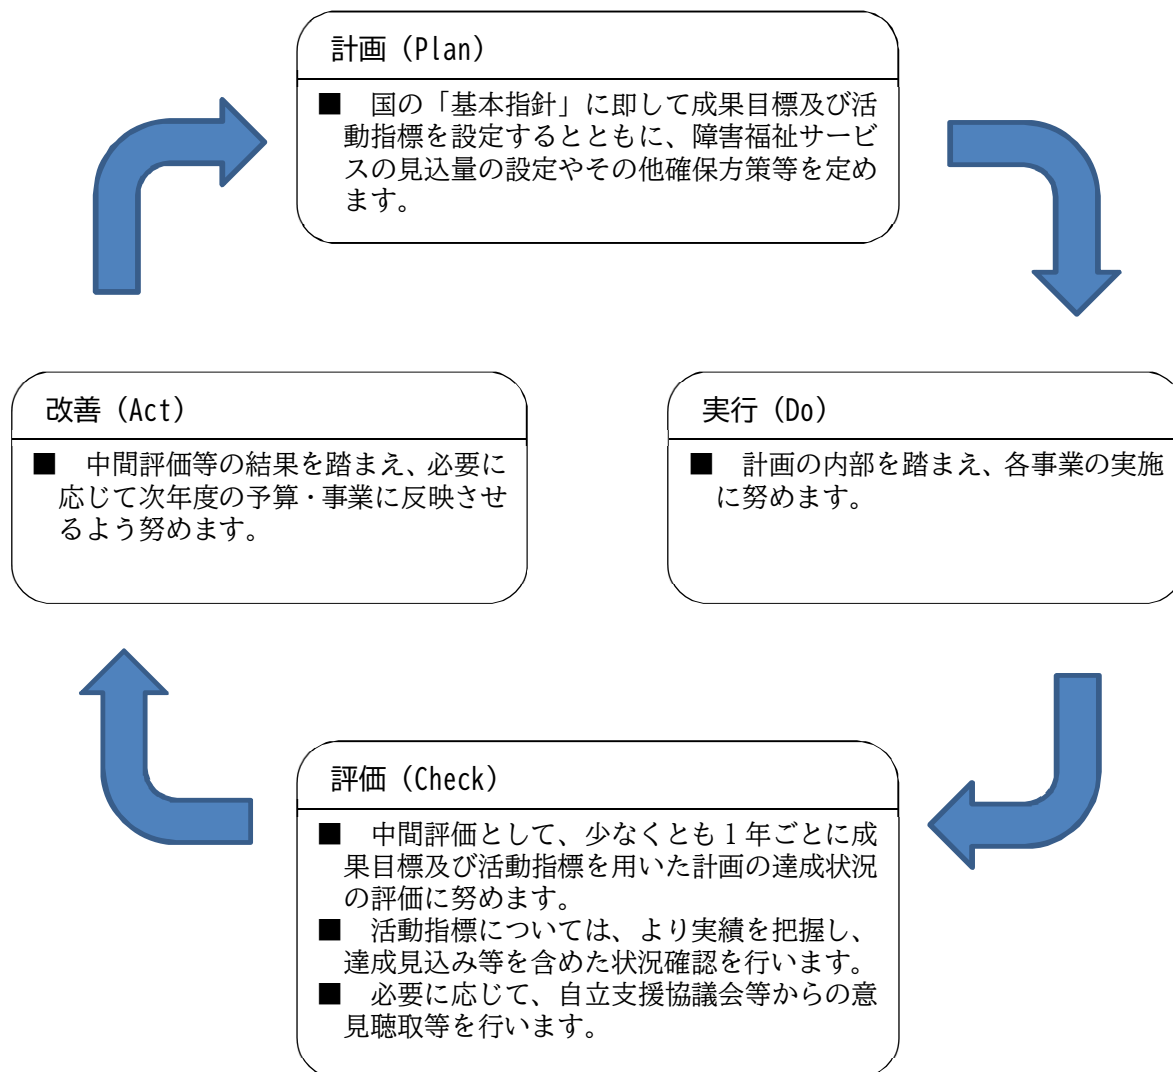 計画（Plan）
■　国の「基本指針」に即して成果目標及び活
動指標を設定するとともに、障害福祉サービ
スの見込量の設定やその他確保方策等を定め
ます。
改善（Act）
■　中間評価等の結果を踏まえ、必要に
応じて次年度の予算・事業に反映させ
るよう努めます。
実行（Do）
■　計画の内部を踏まえ、各事業の実施
に努めます。
評価（Check）
■　中間評価として、少なくとも１年ごとに成
果目標及び活動指標を用いた計画の達成状況
の評価に努めます。
■　活動指標については、より実績を把握し、
達成見込み等を含めた状況確認を行います。
■　必要に応じて、自立支援協議会等からの意
見聴取等を行います。